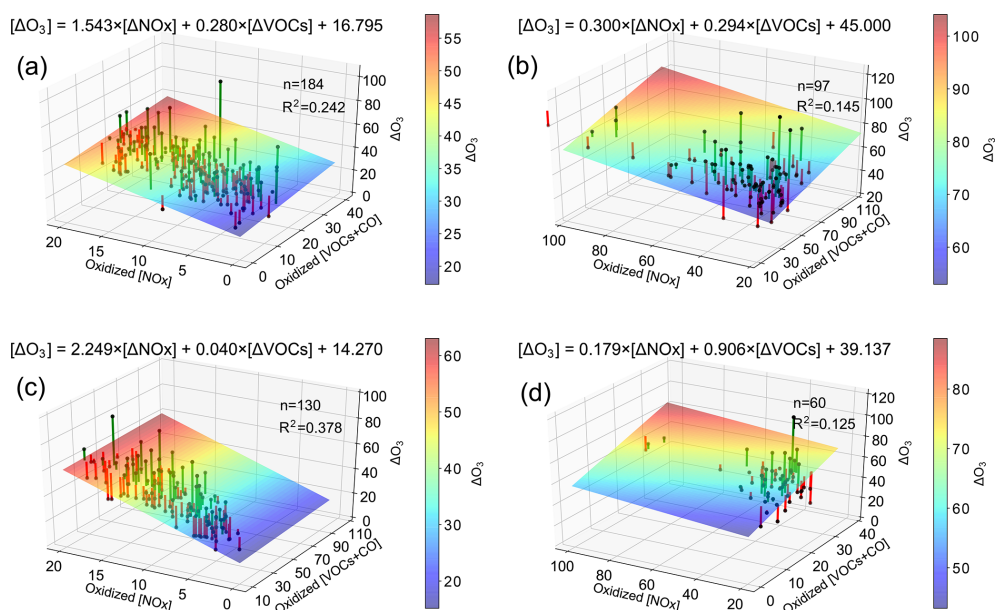 [ΔO₃] = 1.543×[ΔNOx] + 0.280×[ΔVOCs] + 16.795
(a)
n=184
R²=0.242
100
80
60
40
20
0
ΔO₃
20
15
10
5
0
Oxidized [NOx]
0
10
20
30
40
Oxidized [VOCs+CO]
55
50
45
40
35
30
25
20
ΔO₃
[ΔO₃] = 0.300×[ΔNOx] + 0.294×[ΔVOCs] + 45.000
(b)
n=97
R²=0.145
120
100
80
60
40
20
ΔO₃
100
80
60
40
20
Oxidized [NOx]
10
30
50
70
90
110
Oxidized [VOCs+CO]
100
90
80
70
60
ΔO₃
[ΔO₃] = 2.249×[ΔNOx] + 0.040×[ΔVOCs] + 14.270
(c)
n=130
R²=0.378
100
80
60
40
20
0
ΔO₃
20
15
10
5
0
Oxidized [NOx]
10
30
50
70
90
110
Oxidized [VOCs+CO]
60
50
40
30
20
ΔO₃
[ΔO₃] = 0.179×[ΔNOx] + 0.906×[ΔVOCs] + 39.137
(d)
n=60
R²=0.125
120
100
80
60
40
20
0
ΔO₃
100
80
60
40
20
Oxidized [NOx]
0
10
20
30
40
Oxidized [VOCs+CO]
80
70
60
50
ΔO₃